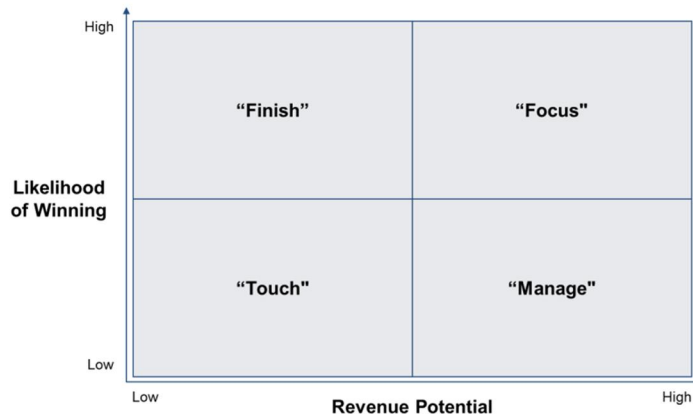 High
“Finish”
“Focus"
Likelihood
of Winning
“Touch"
“Manage"
Low
Low
Revenue Potential
High